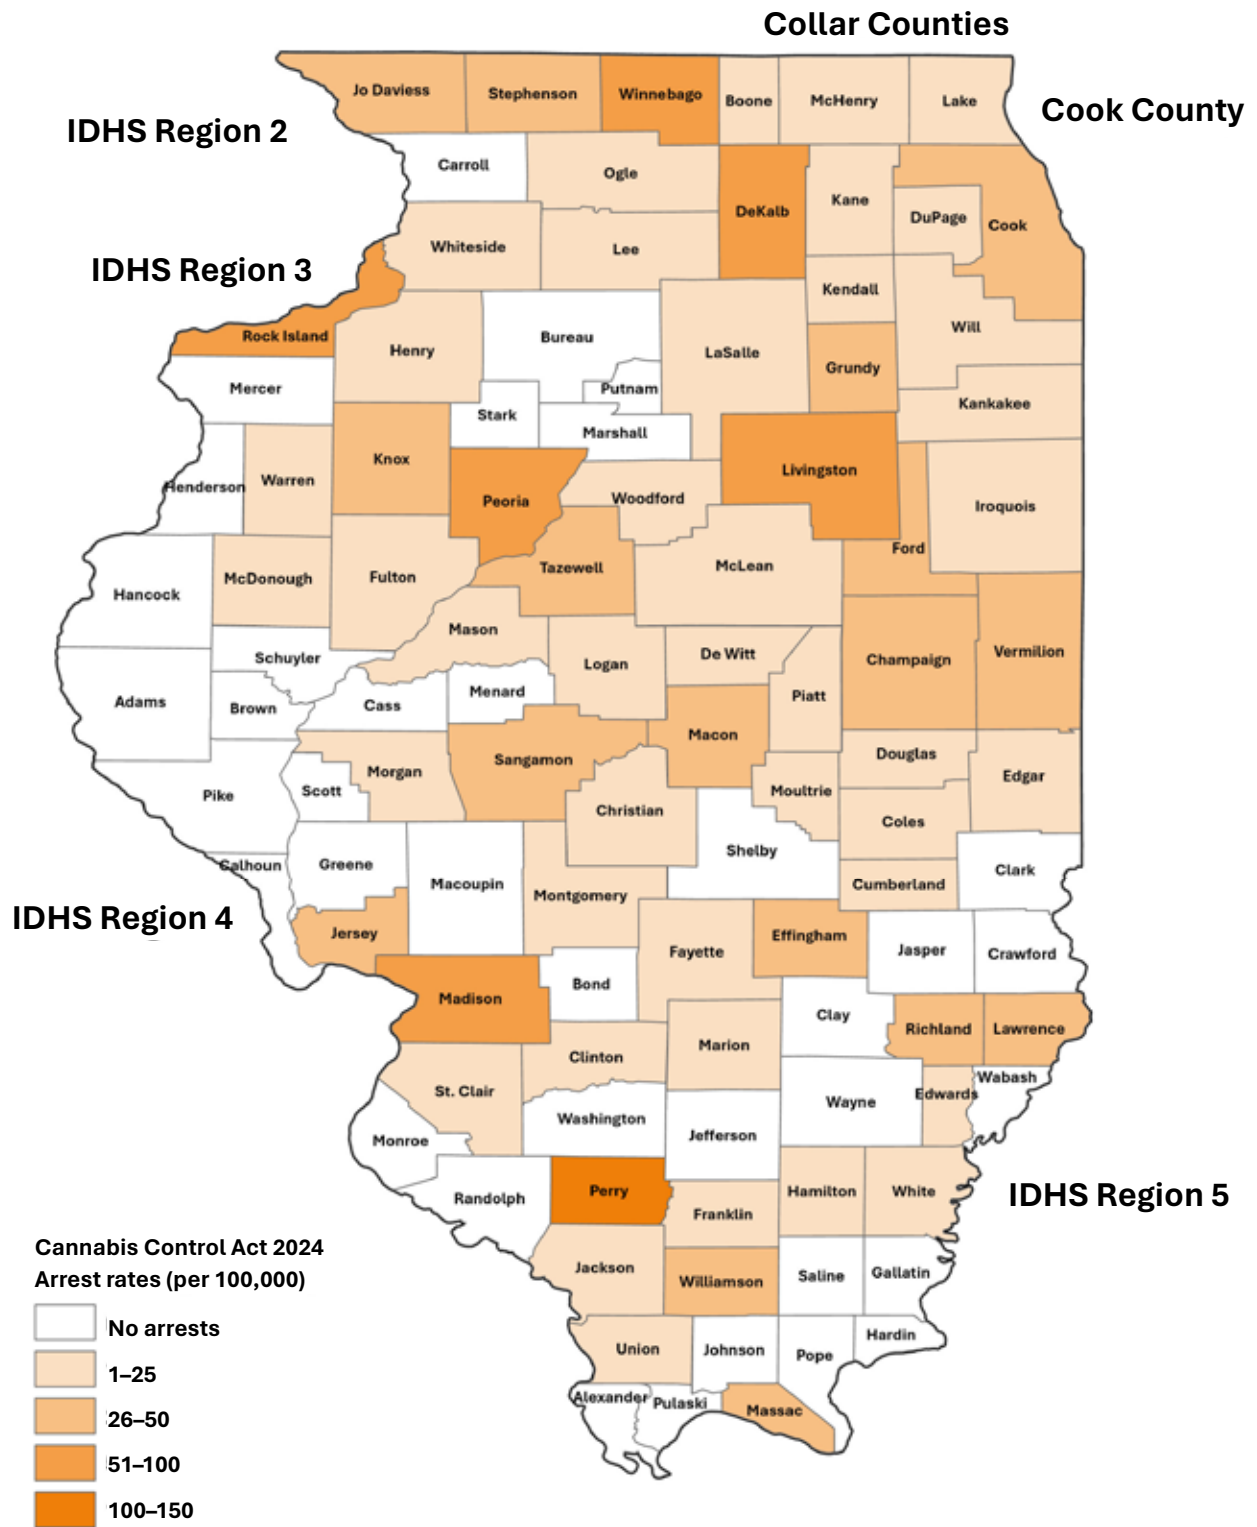 Collar Counties
Jo Daviess
Stephenson
Winnebago
Boone
McHenry
Lake
Cook County
IDHS Region 2
Carroll
Ogle
DeKalb
Kane
DuPage
Cook
Whiteside
Lee
IDHS Region 3
Kendall
Rock Island
Henry
Bureau
LaSalle
Will
Grundy
Mercer
Putnam
Kankakee
Stark
Marshall
Knox
Livingston
Henderson
Warren
Peoria
Woodford
Iroquois
Ford
Hancock
McDonough
Fulton
Tazewell
McLean
Mason
Schuyler
Logan
De Witt
Champaign
Vermilion
Adams
Brown
Cass
Menard
Piatt
Macon
Sangamon
Douglas
Morgan
Edgar
Pike
Scott
Moultrie
Christian
Coles
Shelby
Calhoun
Greene
Macoupin
Montgomery
Cumberland
Clark
IDHS Region 4
Jersey
Effingham
Fayette
Jasper
Crawford
Bond
Madison
Clay
Richland
Lawrence
Marion
Clinton
St. Clair
Wabash
Edwards
Wayne
Washington
Jefferson
Monroe
Randolph
Perry
Hamilton
White
IDHS Region 5
Franklin
Jackson
Williamson
Saline
Gallatin
Hardin
Union
Johnson
Pope
Alexander
Pulaski
Massac
Cannabis Control Act 2024
Arrest rates (per 100,000)
No arrests
1–25
26–50
51–100
100–150